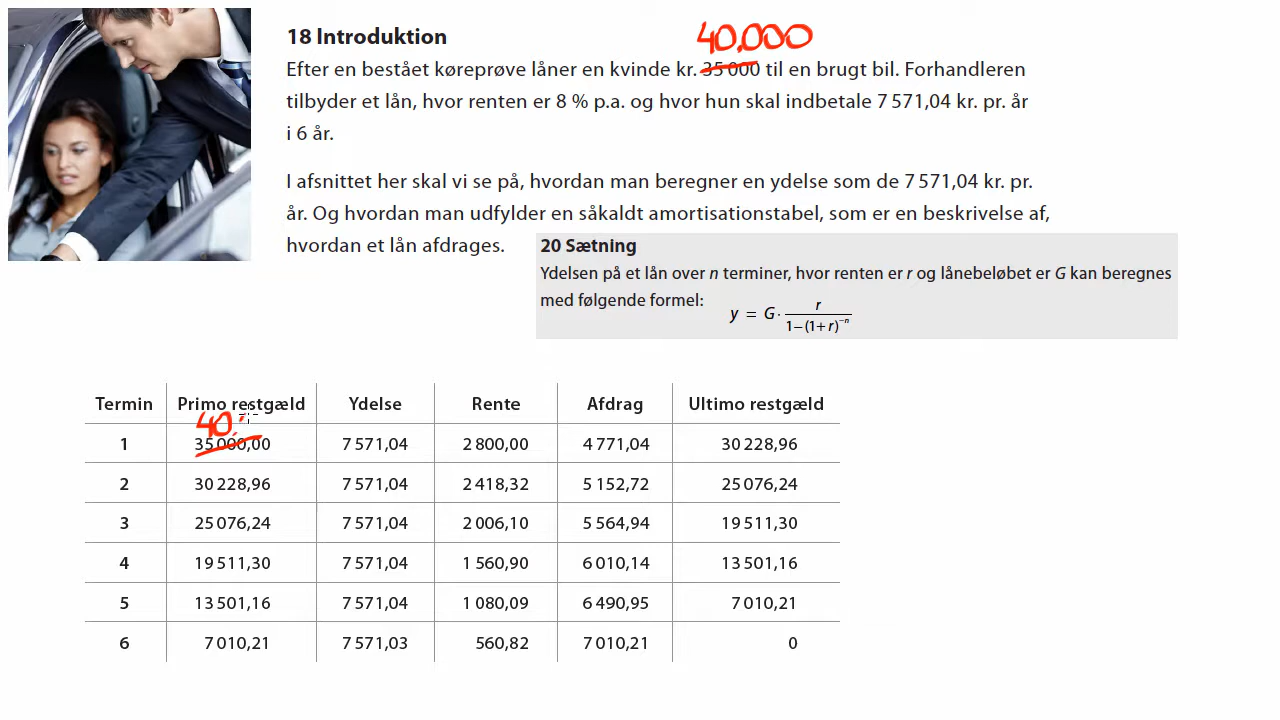 18 Introduktion
40.000
Efter en bestået køreprøve låner en kvinde kr. 35 000 til en brugt bil. Forhandleren
tilbyder et lån, hvor renten er 8 % p.a. og hvor hun skal indbetale 7 571,04 kr. pr. år
i 6 år.
I afsnittet her skal vi se på, hvordan man beregner en ydelse som de 7 571,04 kr. pr.
år. Og hvordan man udfylder en såkaldt amortisationstabel, som er en beskrivelse af,
hvordan et lån afdrages.
20 Sætning
Ydelsen på et lån over n terminer, hvor renten er r og lånebeløbet er G kan beregnes
med følgende formel:
y = G · r / 1−(1+r)^−n
Termin Primo restgæld Ydelse Rente Afdrag Ultimo restgæld
40.
1 35 000,00 7 571,04 2 800,00 4 771,04 30 228,96
2 30 228,96 7 571,04 2 418,32 5 152,72 25 076,24
3 25 076,24 7 571,04 2 006,10 5 564,94 19 511,30
4 19 511,30 7 571,04 1 560,90 6 010,14 13 501,16
5 13 501,16 7 571,04 1 080,09 6 490,95 7 010,21
6 7 010,21 7 571,03 560,82 7 010,21 0